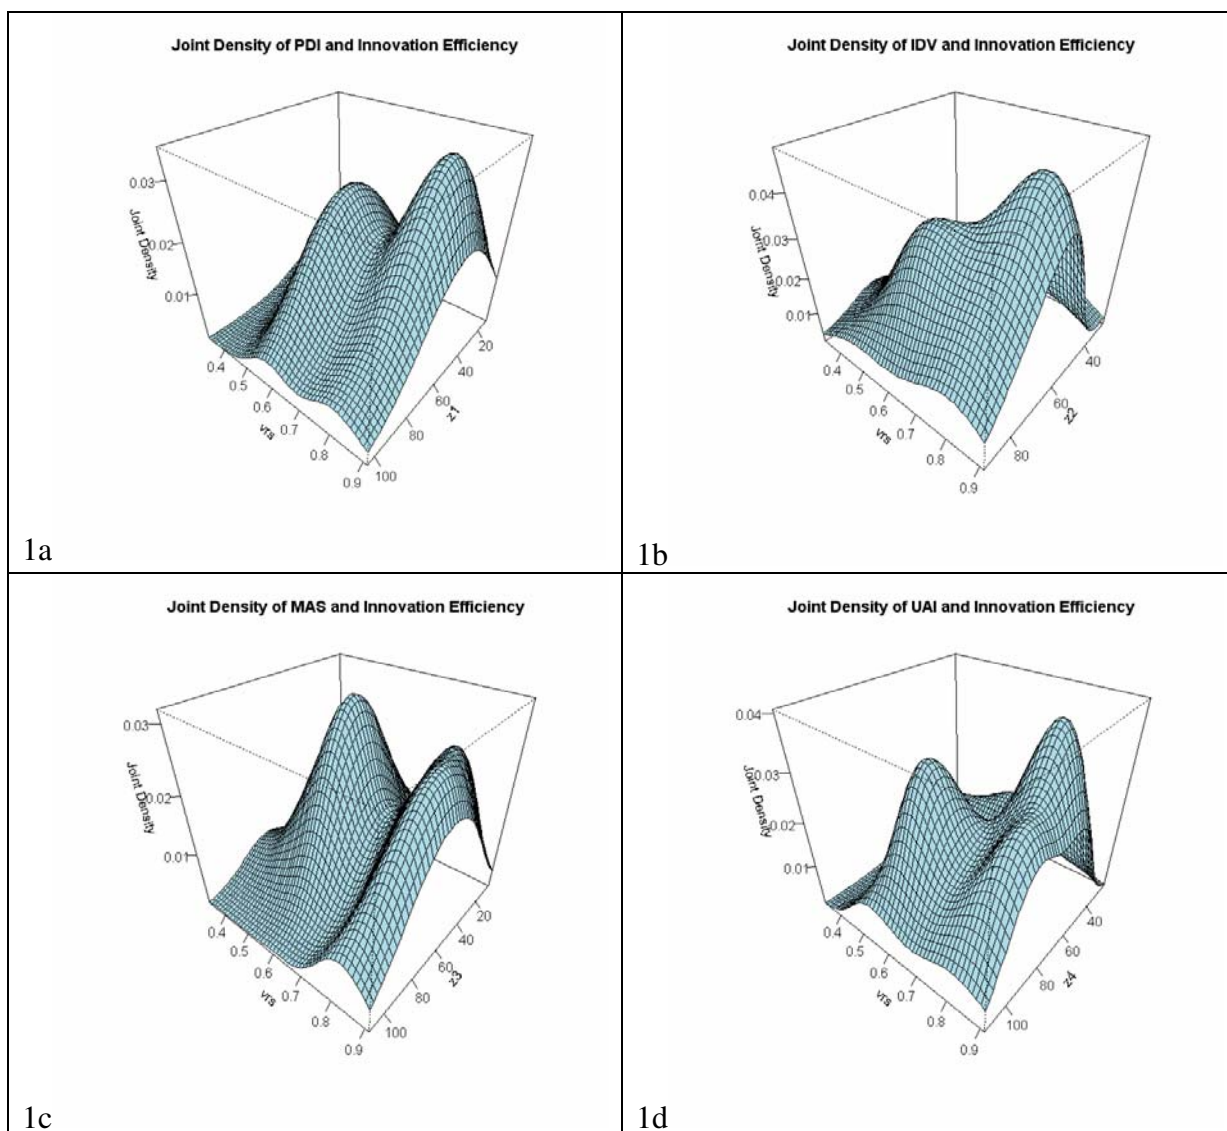 Joint Density of PDI and Innovation Efficiency
0.03
0.02
0.01
Joint Density
0.4
0.5
0.6
0.7
0.8
0.9
vrs
20
40
60
80
100
z1
1a
Joint Density of IDV and Innovation Efficiency
0.04
0.03
0.02
0.01
Joint Density
0.4
0.5
0.6
0.7
0.8
0.9
vrs
40
60
80
z2
1b
Joint Density of MAS and Innovation Efficiency
0.03
0.02
0.01
Joint Density
0.4
0.5
0.6
0.7
0.8
0.9
vrs
20
40
60
80
100
z3
1c
Joint Density of UAI and Innovation Efficiency
0.04
0.03
0.02
0.01
Joint Density
0.4
0.5
0.6
0.7
0.8
0.9
vrs
40
60
80
100
z4
1d